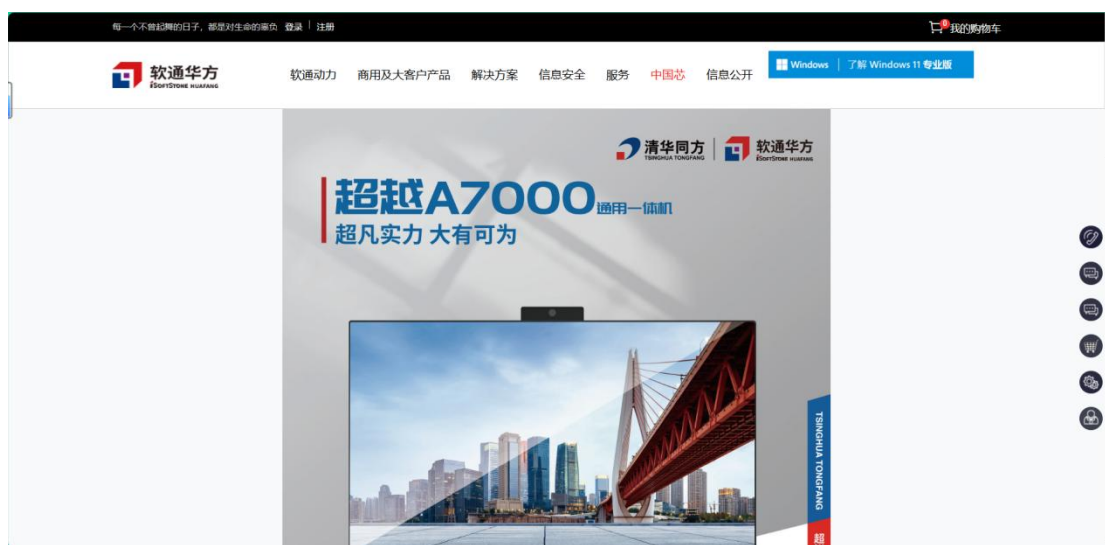 每一个不曾起舞的日子，都是对生命的辜负 登录 | 注册
0 我的购物车
软通华方
iSOFTSTONE HUAFANG
软通动力 商用及大客户产品 解决方案 信息安全 服务 中国芯 信息公开
Windows | 了解 Windows 11 专业版
清华同方 | 软通华方
TSINGHUA TONGFANG iSOFTSTONE HUAFANG
超越A7000 通用一体机
超凡实力 大有可为
TSINGHUA TONGFANG
超